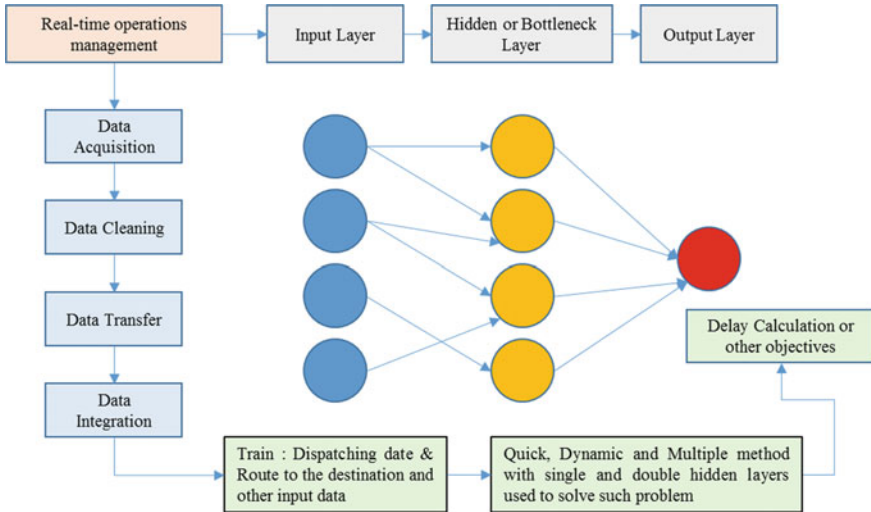 Real-time operations
management
Input Layer
Hidden or Bottleneck
Layer
Output Layer
Data
Acquisition
Data Cleaning
Data Transfer
Data
Integration
Train : Dispatching date &
Route to the destination and
other input data
Quick, Dynamic and Multiple method
with single and double hidden layers
used to solve such problem
Delay Calculation or
other objectives